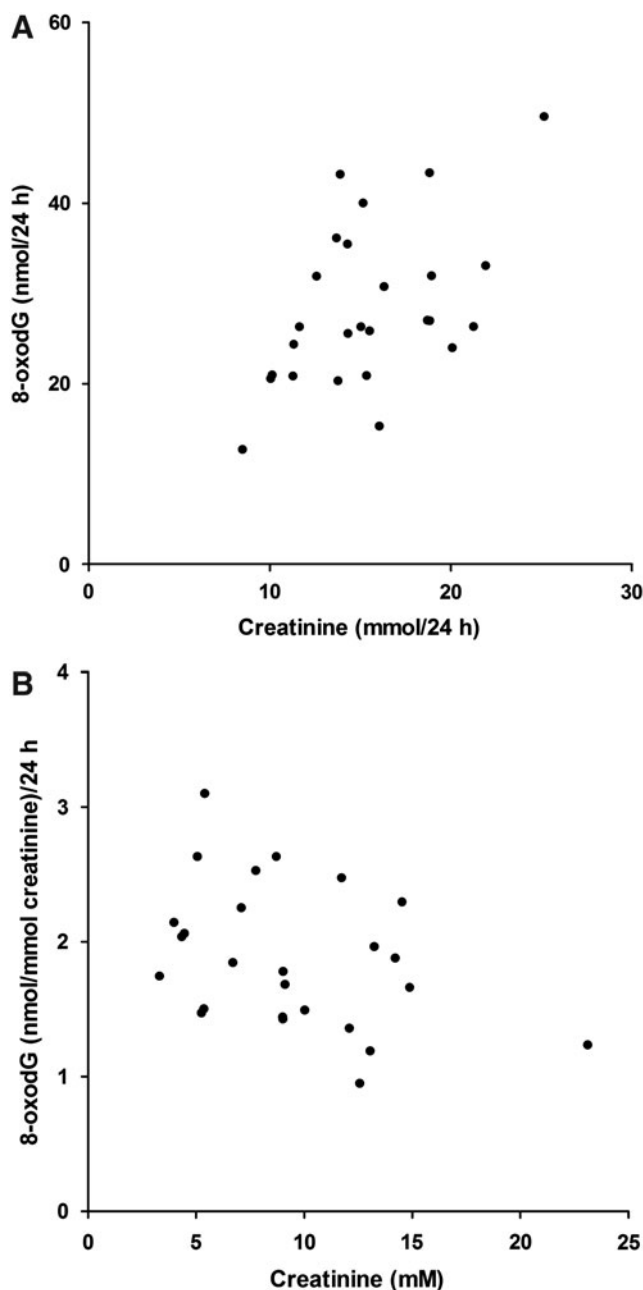 A
60
40
20
0
8-oxodG (nmol/24 h)
0 10 20 30
Creatinine (mmol/24 h)
B
4
3
2
1
0
8-oxodG (nmol/mmol creatinine)/24 h
0 5 10 15 20 25
Creatinine (mM)